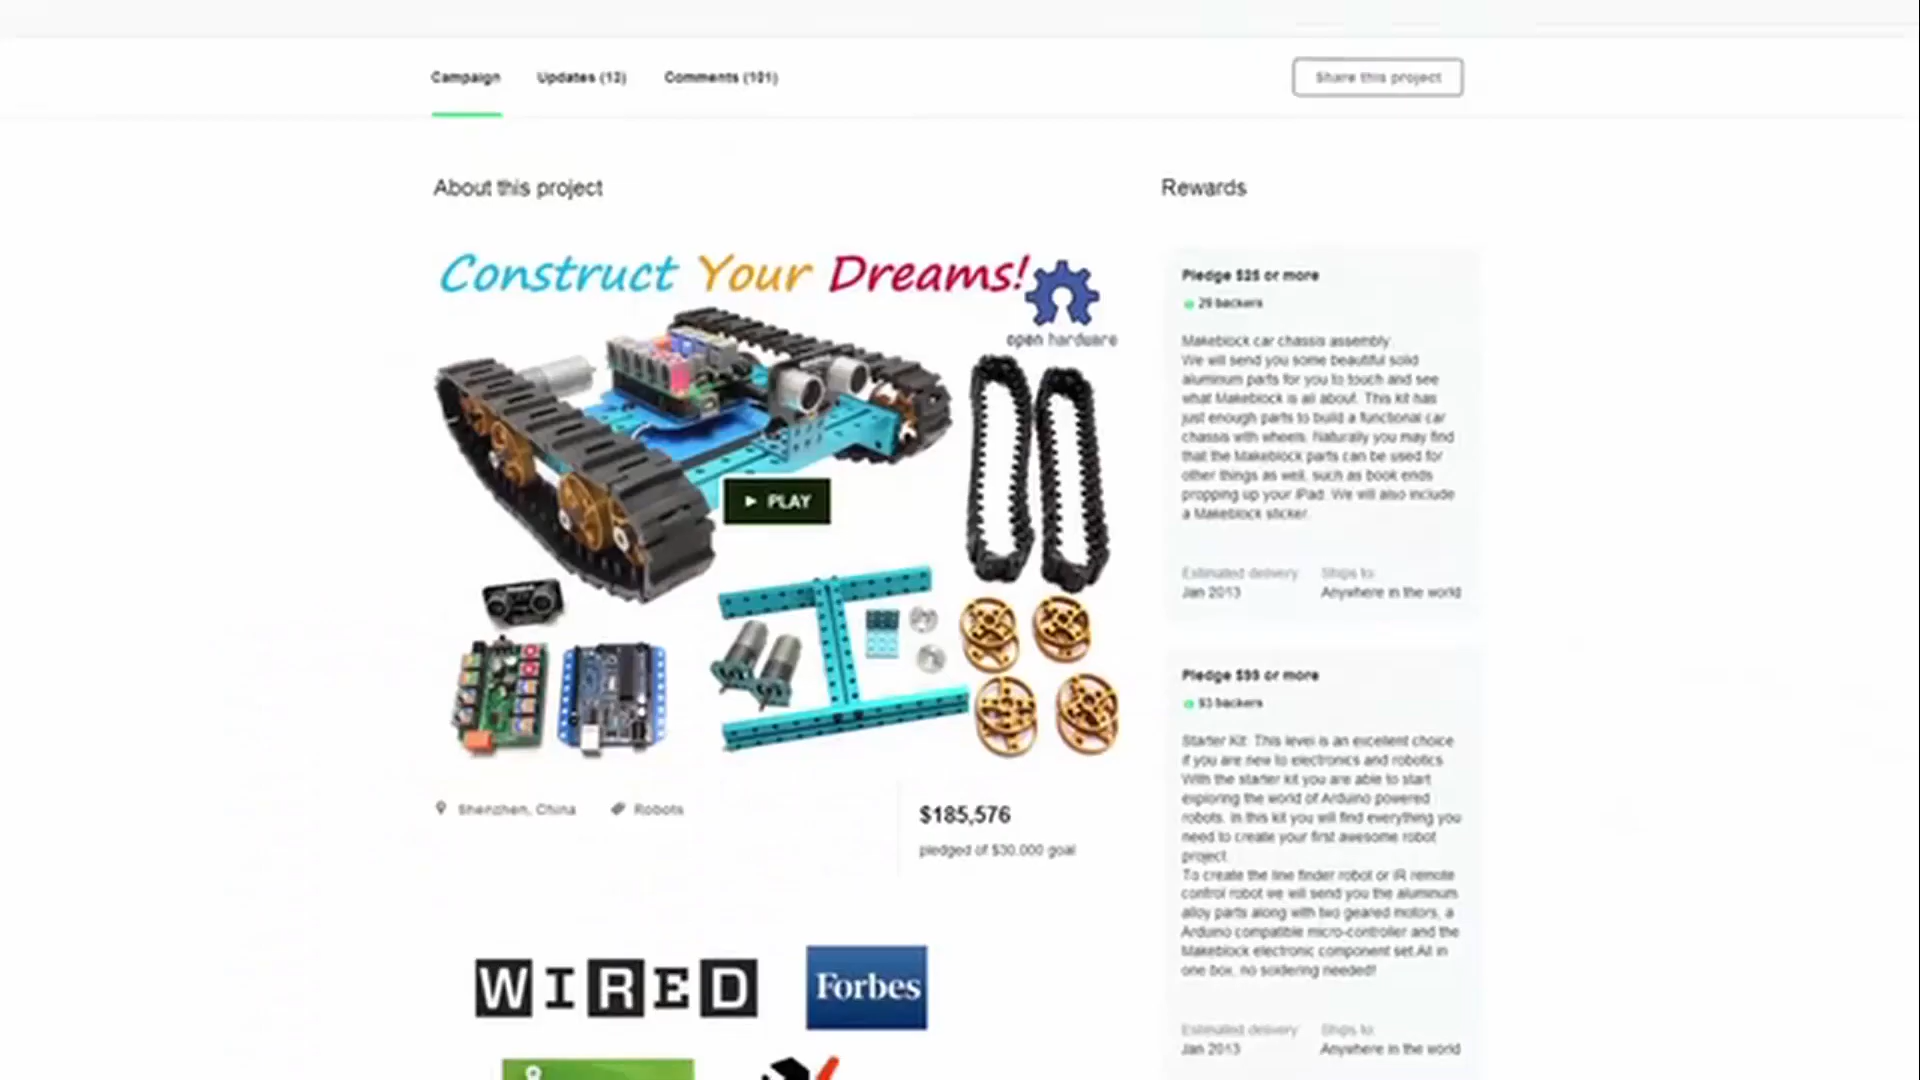 Campaign
Updates (13)
Comments (101)
Share this project
About this project
Construct Your Dreams!
open hardware
PLAY
Shenzhen, China
Robots
$185,576
pledged of $30,000 goal
WIRED
Forbes
Rewards
Pledge $25 or more
29 backers
Makeblock car chassis assembly.
We will send you some beautiful solid
aluminum parts for you to touch and see
what Makeblock is all about. This kit has
just enough parts to build a functional car
chassis with wheels. Naturally you may find
that the Makeblock parts can be used for
other things as well, such as book ends
propping up your iPad. We will also include
a Makeblock sticker.
Estimated delivery:
Jan 2013
Ships to:
Anywhere in the world
Pledge $99 or more
93 backers
Starter Kit: This level is an excellent choice
if you are new to electronics and robotics.
With the starter kit you are able to start
exploring the world of Arduino powered
robots. In this kit you will find everything you
need to create your first awesome robot
project.
To create the line finder robot or IR remote
control robot we will send you the aluminum
alloy parts along with two geared motors, a
Arduino compatible micro-controller and the
Makeblock electronic component set.All in
one box, no soldering needed!
Estimated delivery:
Jan 2013
Ships to:
Anywhere in the world